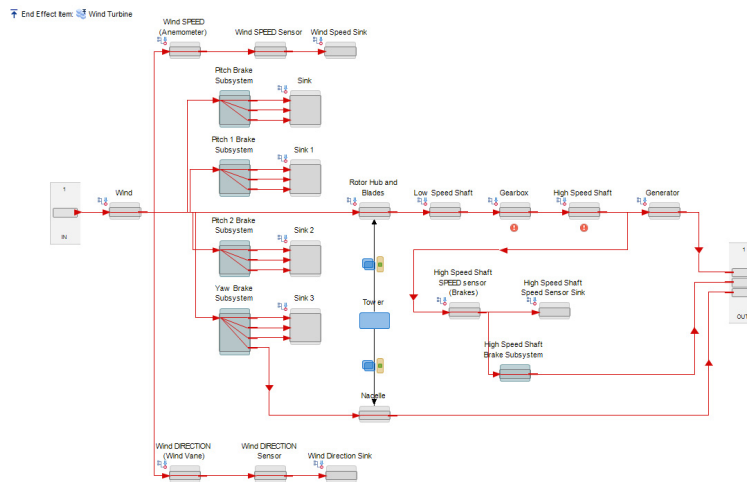 End Effect Item: Wind Turbine
Wind SPEED
(Anemometer)
Wind SPEED Sensor
Wind Speed Sink
Pitch Brake
Subsystem
Sink
Pitch 1 Brake
Subsystem
Sink 1
1
IN
Wind
Rotor Hub and
Blades
Low Speed Shaft
Gearbox
High Speed Shaft
Generator
Pitch 2 Brake
Subsystem
Sink 2
Yaw Brake
Subsystem
Sink 3
Tower
High Speed Shaft
SPEED sensor
(Brakes)
High Speed Shaft
Speed Sensor Sink
1
OUT
High Speed Shaft
Brake Subsystem
Nacelle
Wind DIRECTION
(Wind Vane)
Wind DIRECTION
Sensor
Wind Direction Sink